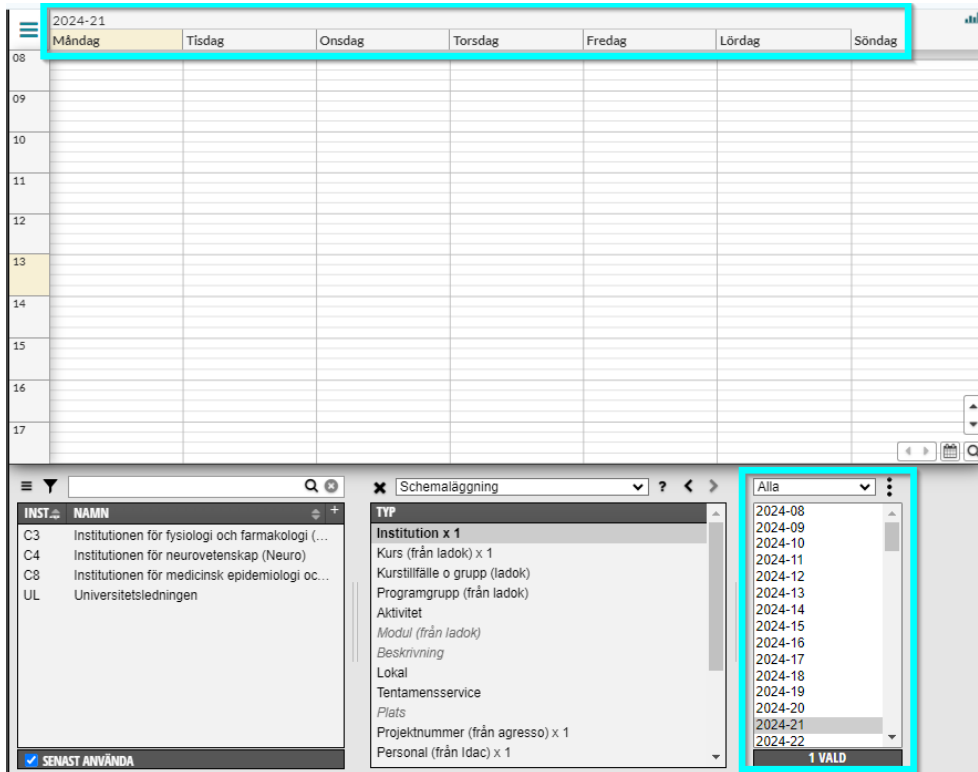 2024-21
Måndag Tisdag Onsdag Torsdag Fredag Lördag Söndag
08
09
10
11
12
13
14
15
16
17
Schemaläggning ?
Alla
INST. NAMN +
C3 Institutionen för fysiologi och farmakologi (...
C4 Institutionen för neurovetenskap (Neuro)
C8 Institutionen för medicinsk epidemiologi oc...
UL Universitetsledningen
SENAST ANVÄNDA
TYP
Institution x 1
Kurs (från ladok) x 1
Kurstillfälle o grupp (ladok)
Programgrupp (från ladok)
Aktivitet
Modul (från ladok)
Beskrivning
Lokal
Tentamensservice
Plats
Projektnummer (från agresso) x 1
Personal (från Idac) x 1
2024-08
2024-09
2024-10
2024-11
2024-12
2024-13
2024-14
2024-15
2024-16
2024-17
2024-18
2024-19
2024-20
2024-21
2024-22
1 VALD